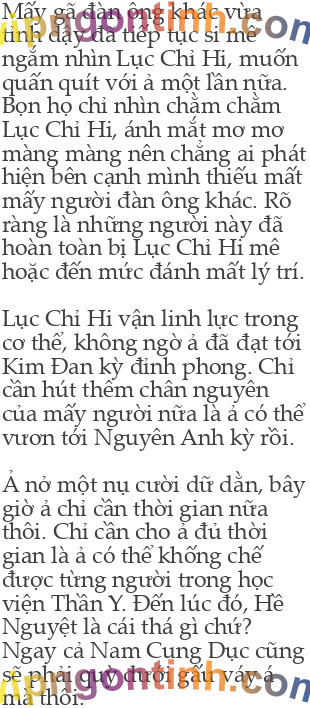 Mấy gã đàn ông khác vừa
tỉnh dậy đã tiếp tục si mê
ngắm nhìn Lục Chỉ Hi, muốn
quấn quít với ả một lần nữa.
Bọn họ chỉ nhìn chằm chằm
Lục Chỉ Hi, ánh mắt mơ mơ
màng màng nên chẳng ai phát
hiện bên cạnh mình thiếu mất
mấy người đàn ông khác. Rõ
ràng là những người này đã
hoàn toàn bị Lục Chỉ Hi mê
hoặc đến mức đánh mất lý trí.

Lục Chỉ Hi vận linh lực trong
cơ thể, không ngờ ả đã đạt tới
Kim Đan kỳ đỉnh phong. Chỉ
cần hút thêm chân nguyên
của mấy người nữa là ả có thể
vươn tới Nguyên Anh kỳ rồi.

Ả nở một nụ cười dữ dằn, bây
giờ ả chỉ cần thời gian nữa
thôi. Chỉ cần cho ả đủ thời
gian là ả có thể khống chế
được từng người trong học
viện Thần Y. Đến lúc đó, Hề
Nguyệt là cái thá gì chứ?
Ngay cả Nam Cung Dục cũng
sẽ phải quỳ dưới gấu váy ả
mà thôi.
vipngontinh.com
vipngontinh.com